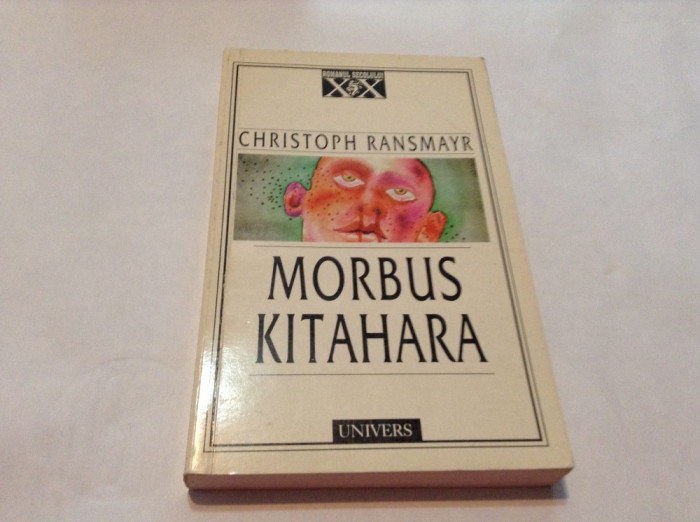 ROMANUL SECOLULUI
XX
CHRISTOPH RANSMAYR
MORBUS
KITAHARA
UNIVERS